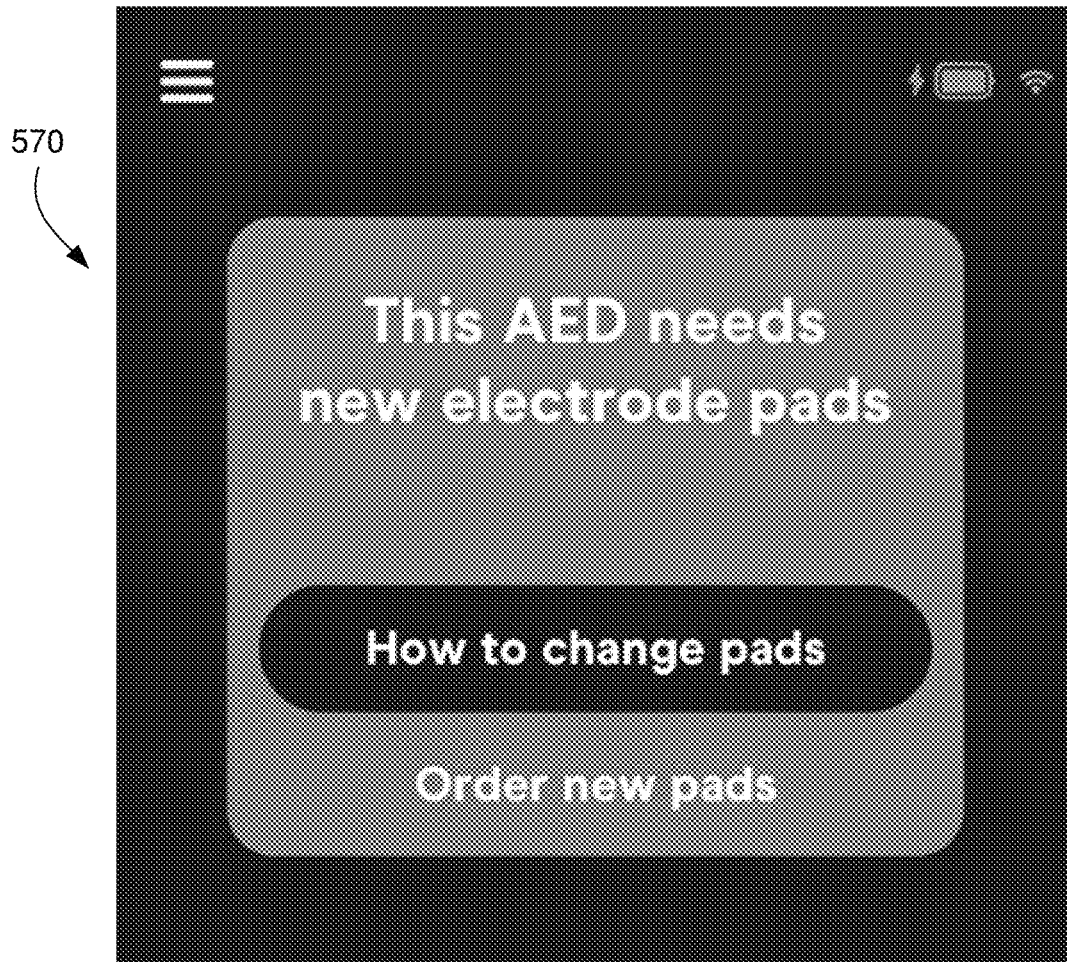 570
This AED needs
new electrode pads
How to change pads
Order new pads